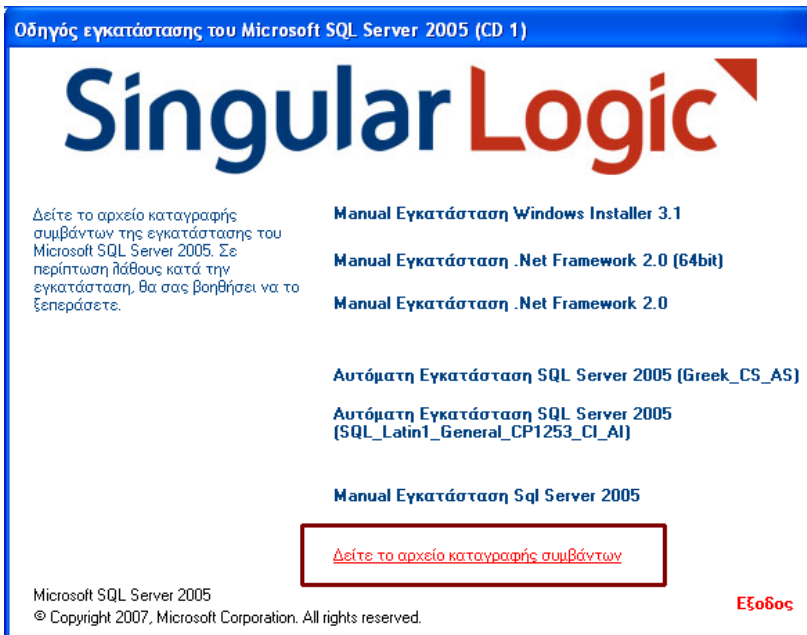 Οδηγός εγκατάστασης του Microsoft SQL Server 2005 (CD 1)
SingularLogic
Δείτε το αρχείο καταγραφής
συμβάντων της εγκατάστασης του
Microsoft SQL Server 2005. Σε
περίπτωση λάθους κατά την
εγκατάσταση, θα σας βοηθήσει να το
ξεπεράσετε.
Manual Εγκατάσταση Windows Installer 3.1
Manual Εγκατάσταση .Net Framework 2.0 (64bit)
Manual Εγκατάσταση .Net Framework 2.0
Αυτόματη Εγκατάσταση SQL Server 2005 (Greek_CS_AS)
Αυτόματη Εγκατάσταση SQL Server 2005
(SQL_Latin1_General_CP1253_CI_AI)
Manual Εγκατάσταση Sql Server 2005
Δείτε το αρχείο καταγραφής συμβάντων
Microsoft SQL Server 2005
© Copyright 2007, Microsoft Corporation. All rights reserved.
Εξοδος